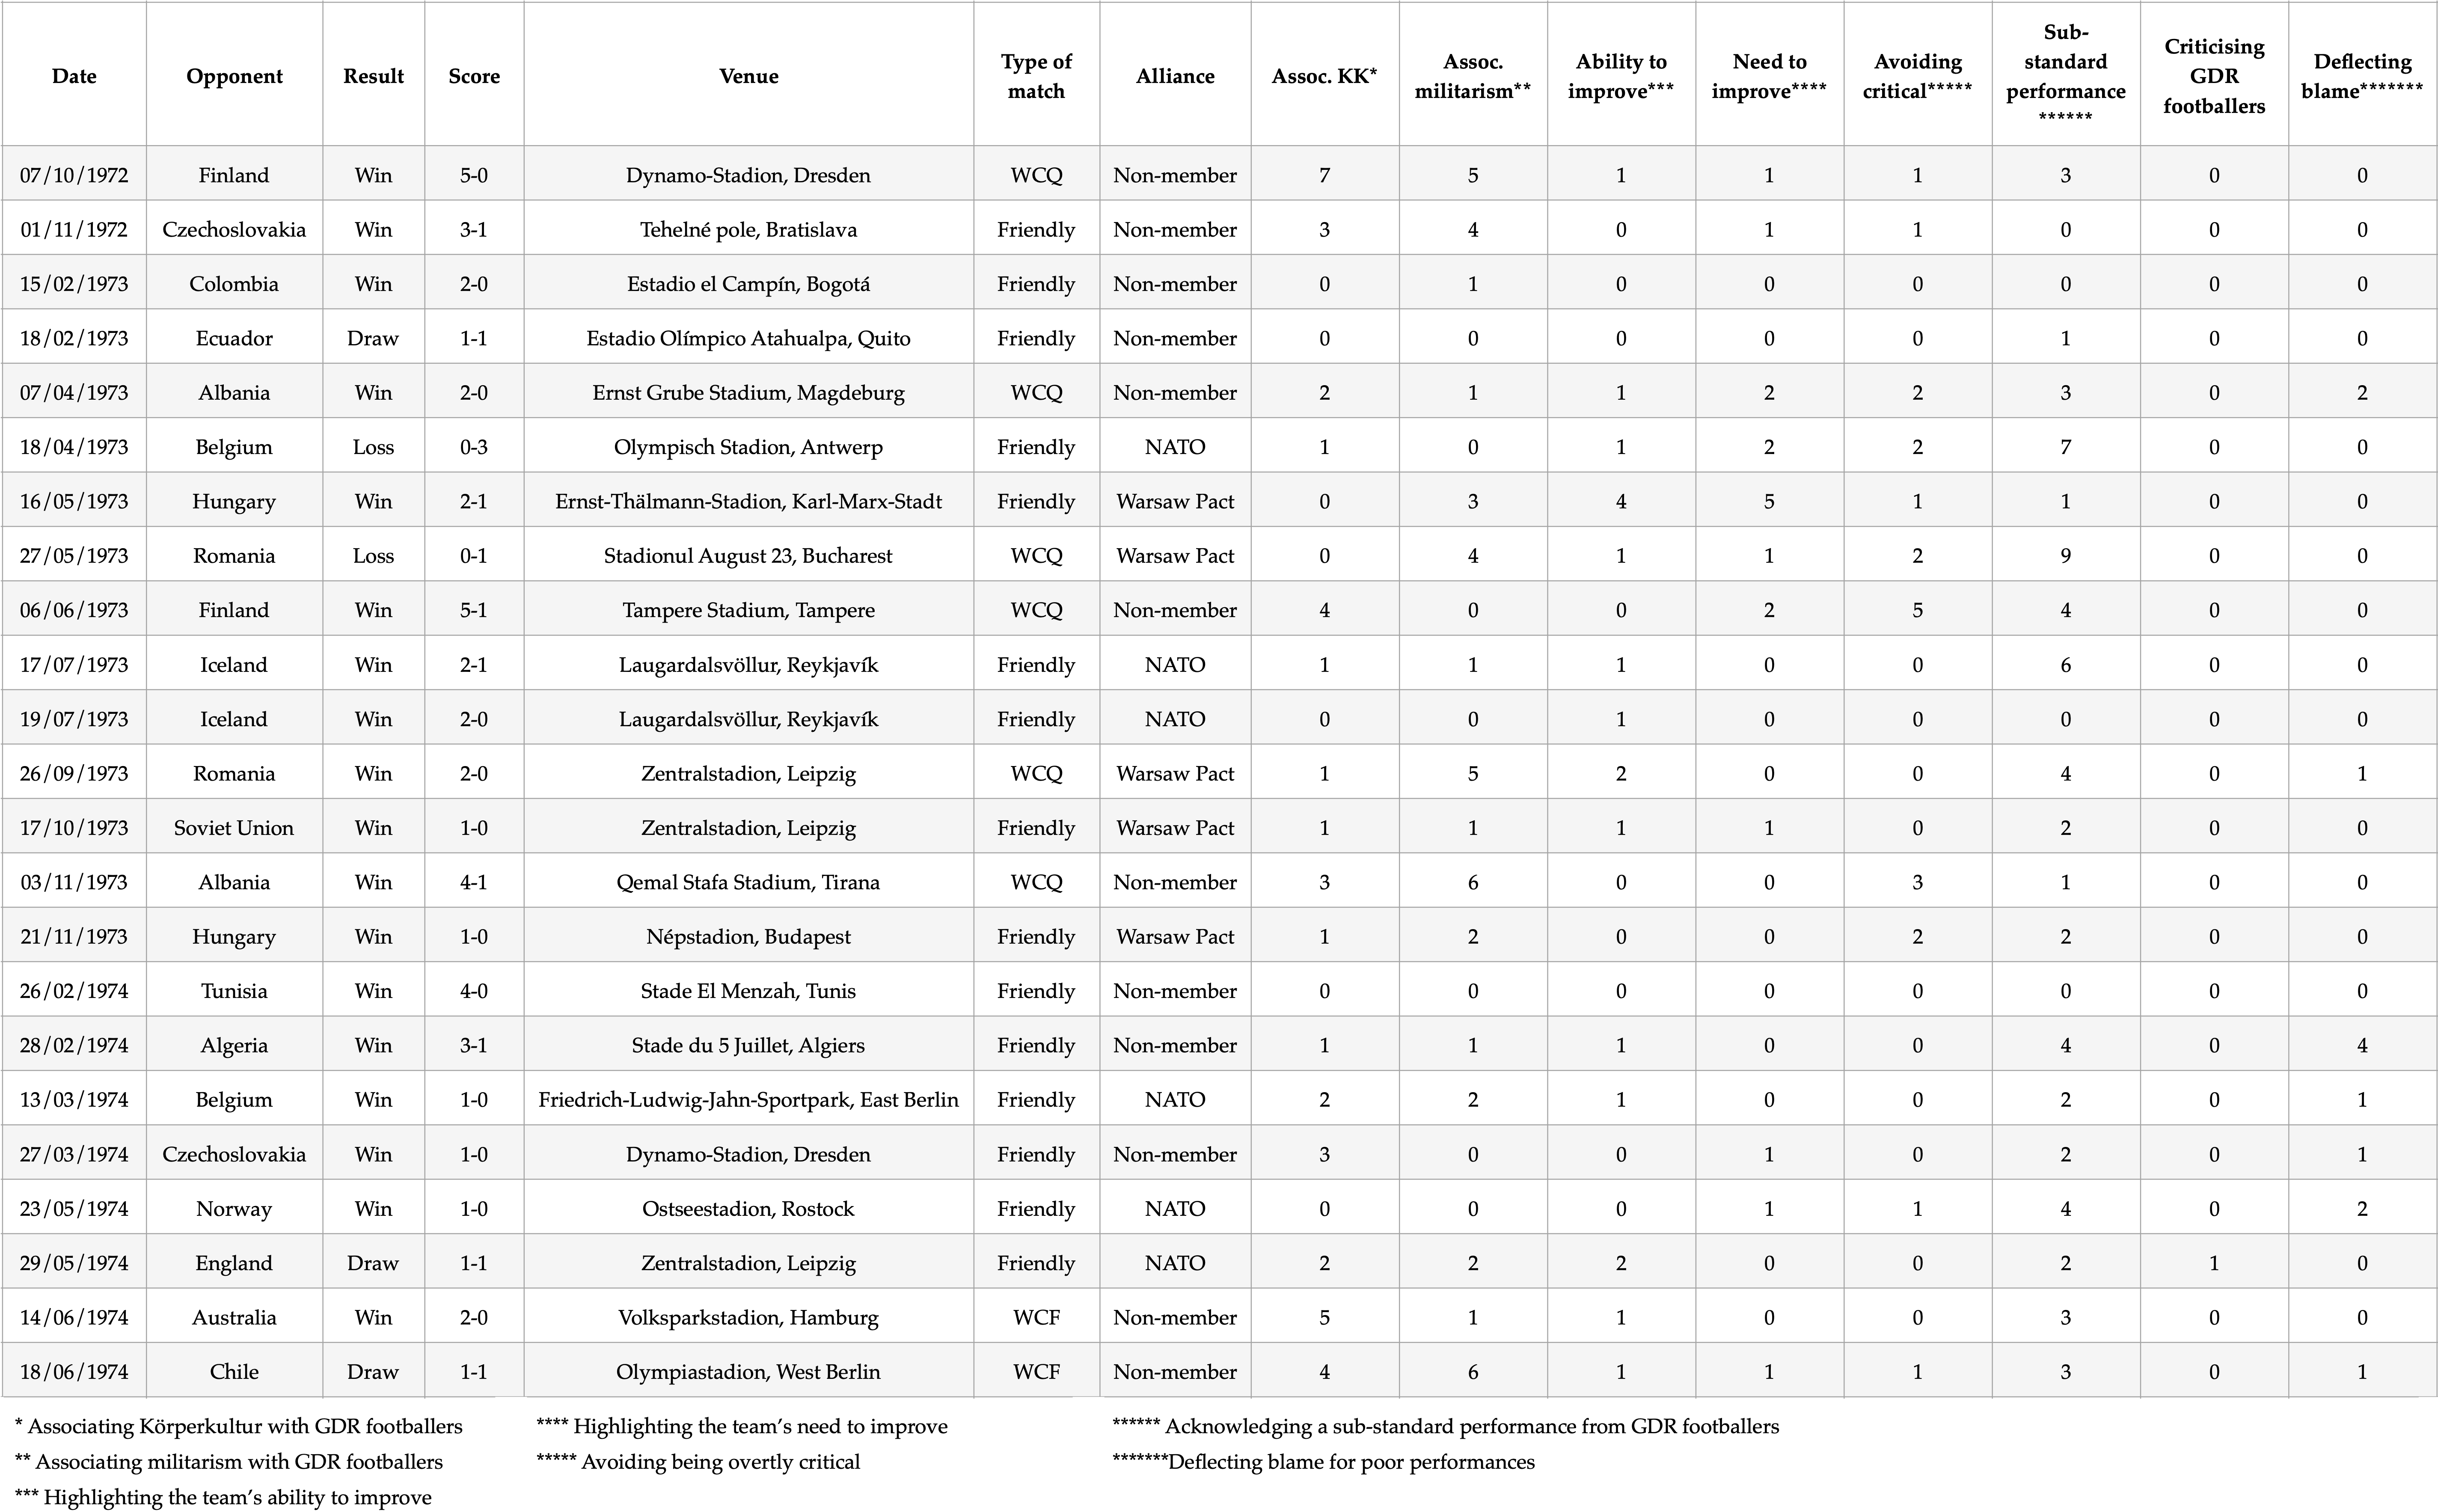 Date Opponent Result Score Venue Type of match Alliance Assoc. KK* Assoc. militarism** Ability to improve*** Need to improve**** Avoiding critical***** Sub-standard performance ****** Criticising GDR footballers Deflecting blame*******
07/10/1972 Finland Win 5-0 Dynamo-Stadion, Dresden WCQ Non-member 7 5 1 1 1 3 0 0
01/11/1972 Czechoslovakia Win 3-1 Tehelné pole, Bratislava Friendly Non-member 3 4 0 1 1 0 0 0
15/02/1973 Colombia Win 2-0 Estadio el Campín, Bogotá Friendly Non-member 0 1 0 0 0 0 0 0
18/02/1973 Ecuador Draw 1-1 Estadio Olímpico Atahualpa, Quito Friendly Non-member 0 0 0 0 0 1 0 0
07/04/1973 Albania Win 2-0 Ernst Grube Stadium, Magdeburg WCQ Non-member 2 1 1 2 2 3 0 2
18/04/1973 Belgium Loss 0-3 Olympisch Stadion, Antwerp Friendly NATO 1 0 1 2 2 7 0 0
16/05/1973 Hungary Win 2-1 Ernst-Thälmann-Stadion, Karl-Marx-Stadt Friendly Warsaw Pact 0 3 4 5 1 1 0 0
27/05/1973 Romania Loss 0-1 Stadionul August 23, Bucharest WCQ Warsaw Pact 0 4 1 1 2 9 0 0
06/06/1973 Finland Win 5-1 Tampere Stadium, Tampere WCQ Non-member 4 0 0 2 5 4 0 0
17/07/1973 Iceland Win 2-1 Laugardalsvöllur, Reykjavík Friendly NATO 1 1 1 0 0 6 0 0
19/07/1973 Iceland Win 2-0 Laugardalsvöllur, Reykjavík Friendly NATO 0 0 1 0 0 0 0 0
26/09/1973 Romania Win 2-0 Zentralstadion, Leipzig WCQ Warsaw Pact 1 5 2 0 0 4 0 1
17/10/1973 Soviet Union Win 1-0 Zentralstadion, Leipzig Friendly Warsaw Pact 1 1 1 1 0 2 0 0
03/11/1973 Albania Win 4-1 Qemal Stafa Stadium, Tirana WCQ Non-member 3 6 0 0 3 1 0 0
21/11/1973 Hungary Win 1-0 Népstadion, Budapest Friendly Warsaw Pact 1 2 0 0 2 2 0 0
26/02/1974 Tunisia Win 4-0 Stade El Menzah, Tunis Friendly Non-member 0 0 0 0 0 0 0 0
28/02/1974 Algeria Win 3-1 Stade du 5 Juillet, Algiers Friendly Non-member 1 1 1 0 0 4 0 4
13/03/1974 Belgium Win 1-0 Friedrich-Ludwig-Jahn-Sportpark, East Berlin Friendly NATO 2 2 1 0 0 2 0 1
27/03/1974 Czechoslovakia Win 1-0 Dynamo-Stadion, Dresden Friendly Non-member 3 0 0 1 0 2 0 1
23/05/1974 Norway Win 1-0 Ostseestadion, Rostock Friendly NATO 0 0 0 1 1 4 0 2
29/05/1974 England Draw 1-1 Zentralstadion, Leipzig Friendly NATO 2 2 2 0 0 2 1 0
14/06/1974 Australia Win 2-0 Volksparkstadion, Hamburg WCF Non-member 5 1 1 0 0 3 0 0
18/06/1974 Chile Draw 1-1 Olympiastadion, West Berlin WCF Non-member 4 6 1 1 1 3 0 1
* Associating Körperkultur with GDR footballers
** Associating militarism with GDR footballers
*** Highlighting the team's ability to improve
**** Highlighting the team's need to improve
***** Avoiding being overtly critical
****** Acknowledging a sub-standard performance from GDR footballers
*******Deflecting blame for poor performances